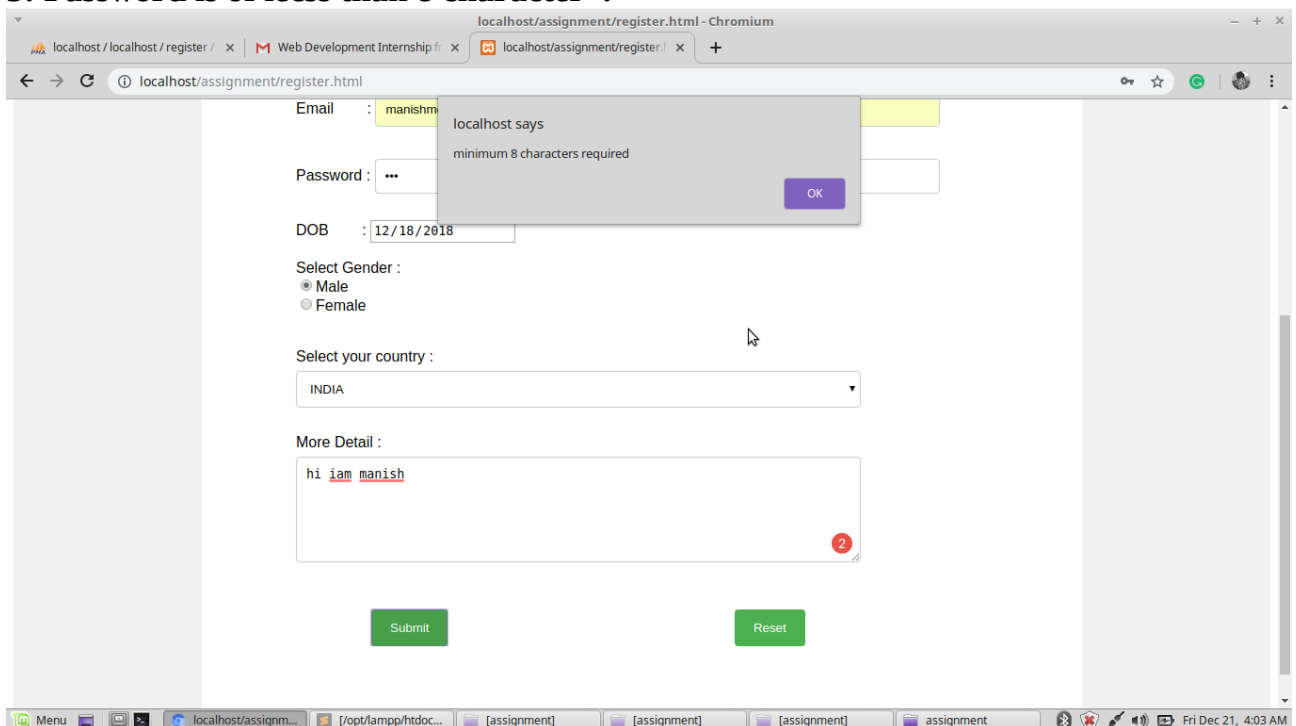 localhost/assignment/register.html - Chromium
localhost / localhost / register / Web Development Internship fr localhost/assignment/register.h
localhost/assignment/register.html
Email : manishm
localhost says
minimum 8 characters required
OK
Password : •••
DOB : 12/18/2018
Select Gender :
Male
Female
Select your country :
INDIA
More Detail :
hi iam manish
2
Submit Reset
Menu localhost/assignm... [/opt/lampp/htdoc... [assignment] [assignment] [assignment] assignment Fri Dec 21, 4:03 AM